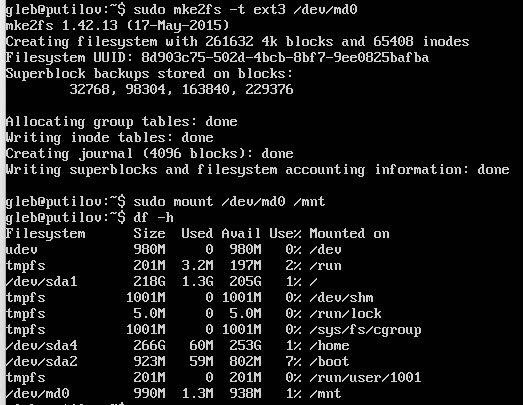 gleb@putilov:~$ sudo mke2fs -t ext3 /dev/md0
mke2fs 1.42.13 (17-May-2015)
Creating filesystem with 261632 4k blocks and 65408 inodes
Filesystem UUID: 8d903c75-502d-4bcb-8bf7-9ee0825bafba
Superblock backups stored on blocks:
        32768, 98304, 163840, 229376

Allocating group tables: done
Writing inode tables: done
Creating journal (4096 blocks): done
Writing superblocks and filesystem accounting information: done

gleb@putilov:~$ sudo mount /dev/md0 /mnt
gleb@putilov:~$ df -h
Filesystem      Size  Used Avail Use% Mounted on
udev            980M     0  980M   0% /dev
tmpfs           201M  3.2M  197M   2% /run
/dev/sda1       218G  1.3G  205G   1% /
tmpfs          1001M     0 1001M   0% /dev/shm
tmpfs           5.0M     0  5.0M   0% /run/lock
tmpfs          1001M     0 1001M   0% /sys/fs/cgroup
/dev/sda4       266G   60M  253G   1% /home
/dev/sda2       923M   59M  802M   7% /boot
tmpfs           201M     0  201M   0% /run/user/1001
/dev/md0        990M  1.3M  938M   1% /mnt
gleb@putilov:~$